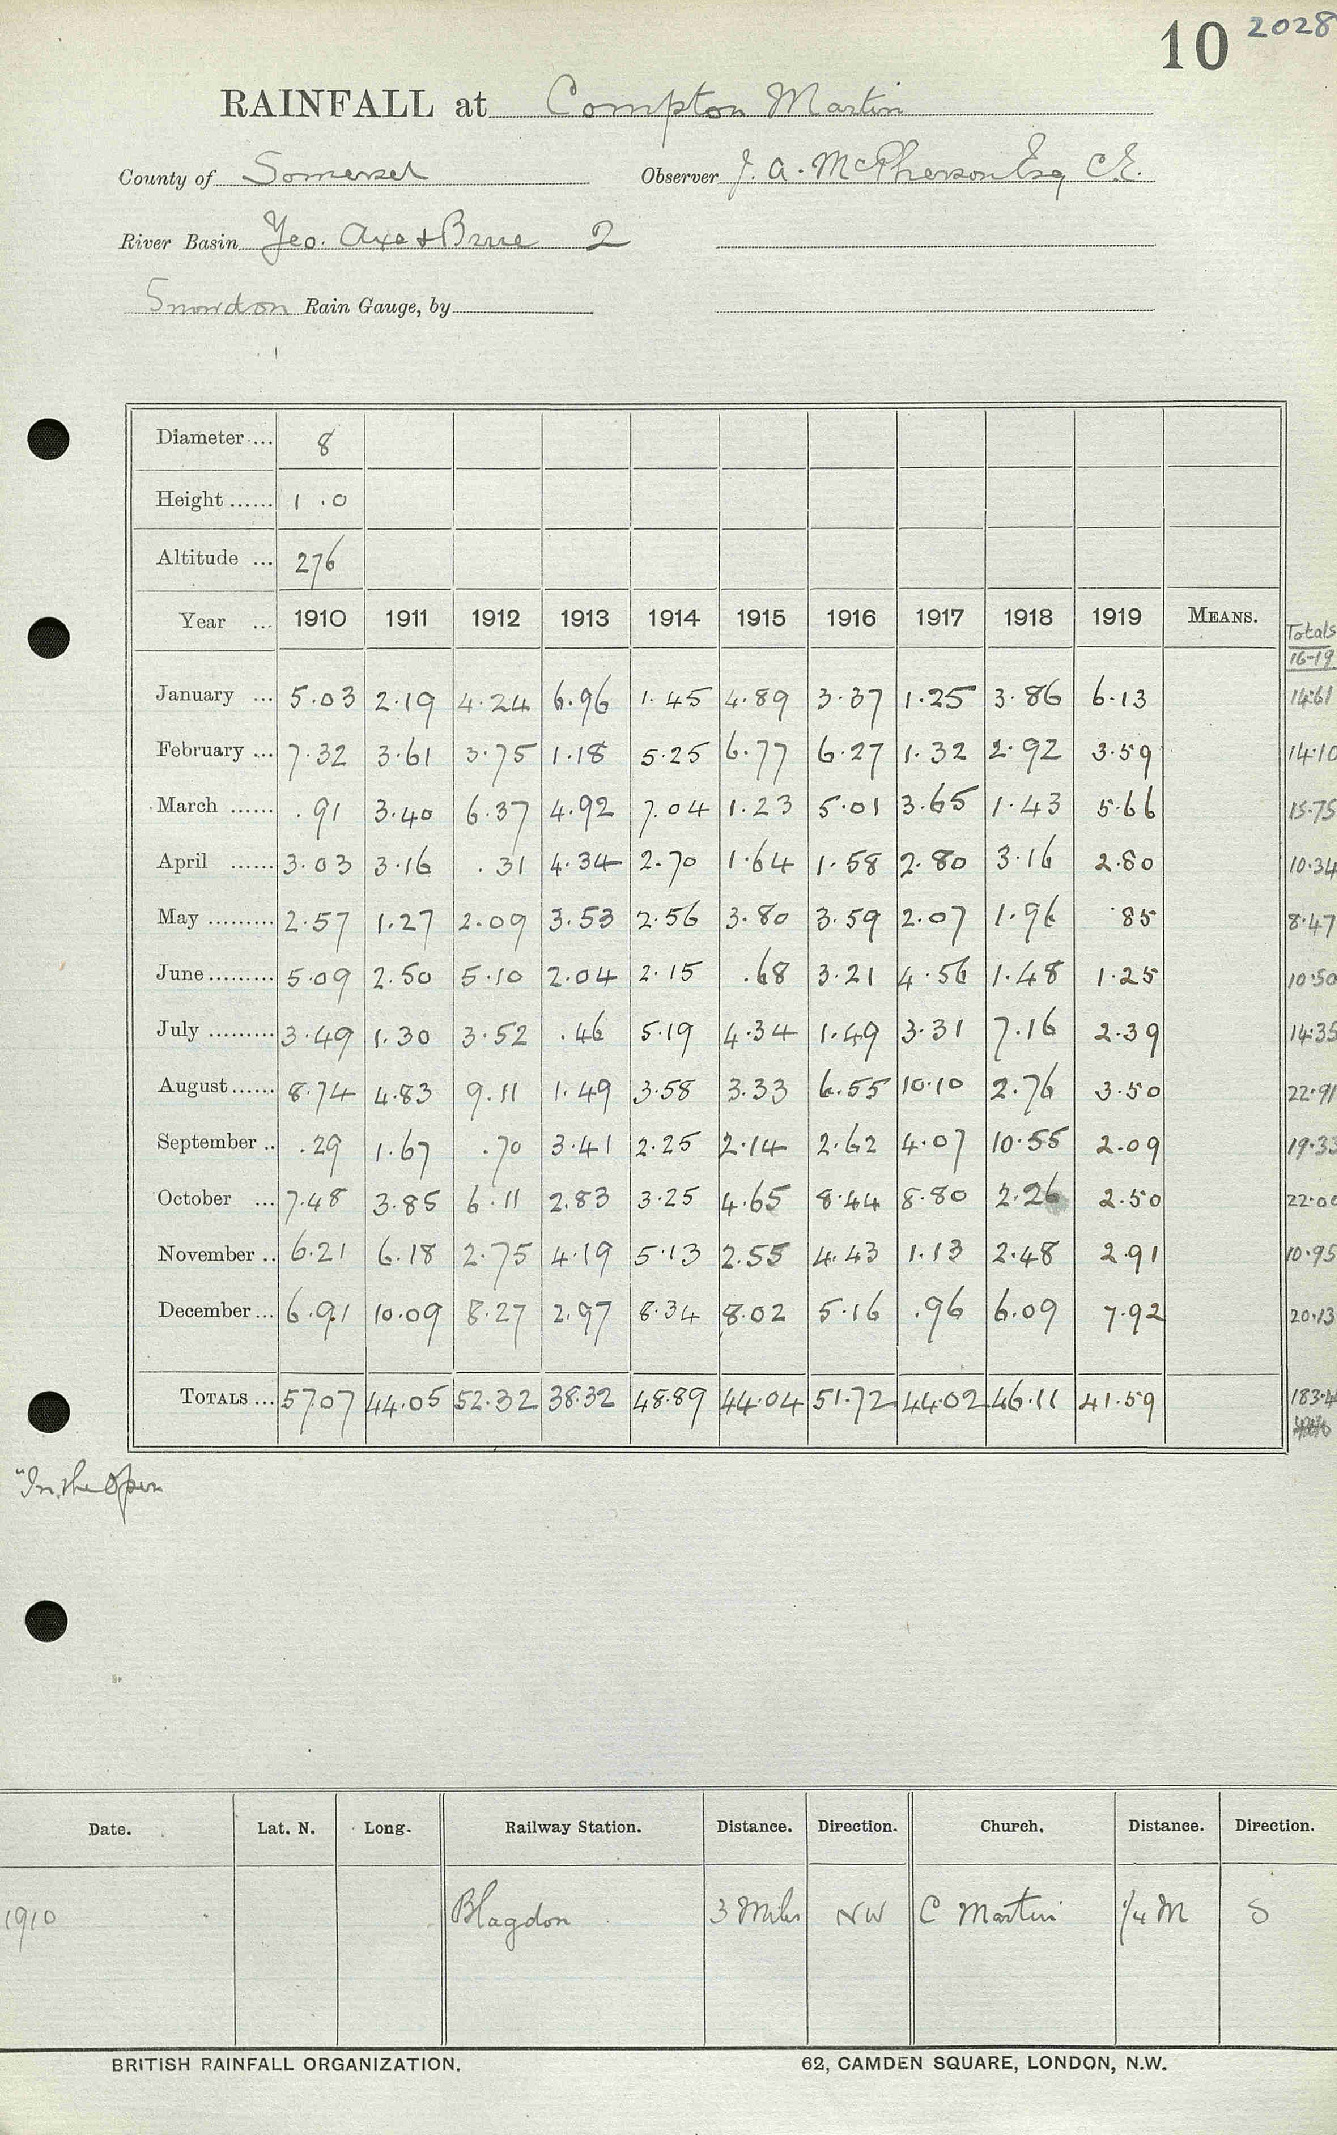 10 2028
RAINFALL at Compton Martin
County of Somerset Observer J. A. McPherson Esq C.E.
River Basin Yeo. Axe & Brue 2
Snowdon Rain Gauge, by
Diameter ... 8
Height ...... 1 .0
Altitude ... 276
Year ... 1910 1911 1912 1913 1914 1915 1916 1917 1918 1919 MEANS. Totals 16-19
January ... 5.03 2.19 4.24 6.96 1.45 4.89 3.37 1.25 3.86 6.13 14.61
February ... 7.32 3.61 3.75 1.18 5.25 6.77 6.27 1.32 2.92 3.59 14.10
March ...... .91 3.40 6.37 4.92 7.04 1.23 5.01 3.65 1.43 5.66 15.75
April ...... 3.03 3.16 .31 4.34 2.70 1.64 1.58 2.80 3.16 2.80 10.34
May ......... 2.57 1.27 2.09 3.53 2.56 3.80 3.59 2.07 1.96 .85 8.47
June ......... 5.09 2.50 5.10 2.04 2.15 .68 3.21 4.56 1.48 1.25 10.50
July ......... 3.49 1.30 3.52 .46 5.19 4.34 1.49 3.31 7.16 2.39 14.35
August ...... 8.74 4.83 9.11 1.49 3.58 3.33 6.55 10.10 2.76 3.50 22.91
September .. .29 1.67 .70 3.41 2.25 2.14 2.62 4.07 10.55 2.09 19.33
October ... 7.48 3.85 6.11 2.83 3.25 4.65 8.44 8.80 2.26 2.50 22.00
November .. 6.21 6.18 2.75 4.19 5.13 2.55 4.43 1.13 2.48 2.91 10.95
December ... 6.91 10.09 8.27 2.97 8.34 8.02 5.16 .96 6.09 7.92 20.13
TOTALS ... 57.07 44.05 52.32 38.32 48.89 44.04 51.72 44.02 46.11 41.59 183.4
"In the Open
Date. Lat. N. Long. Railway Station. Distance. Direction. Church. Distance. Direction.
1910 Blagdon 3 Miles NW C Martin 1/4 M S
BRITISH RAINFALL ORGANIZATION. 62, CAMDEN SQUARE, LONDON, N.W.